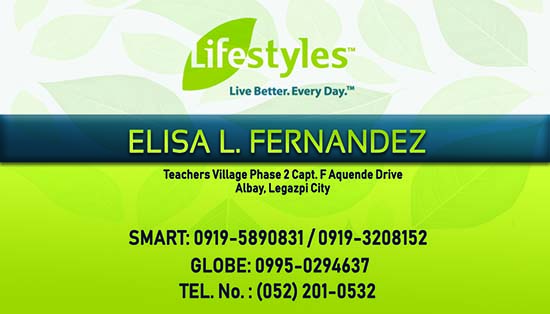 Lifestyles™
Live Better. Every Day.™
ELISA L. FERNANDEZ
Teachers Village Phase 2 Capt. F Aquende Drive
Albay, Legazpi City
SMART: 0919-5890831 / 0919-3208152
GLOBE: 0995-0294637
TEL. No. : (052) 201-0532